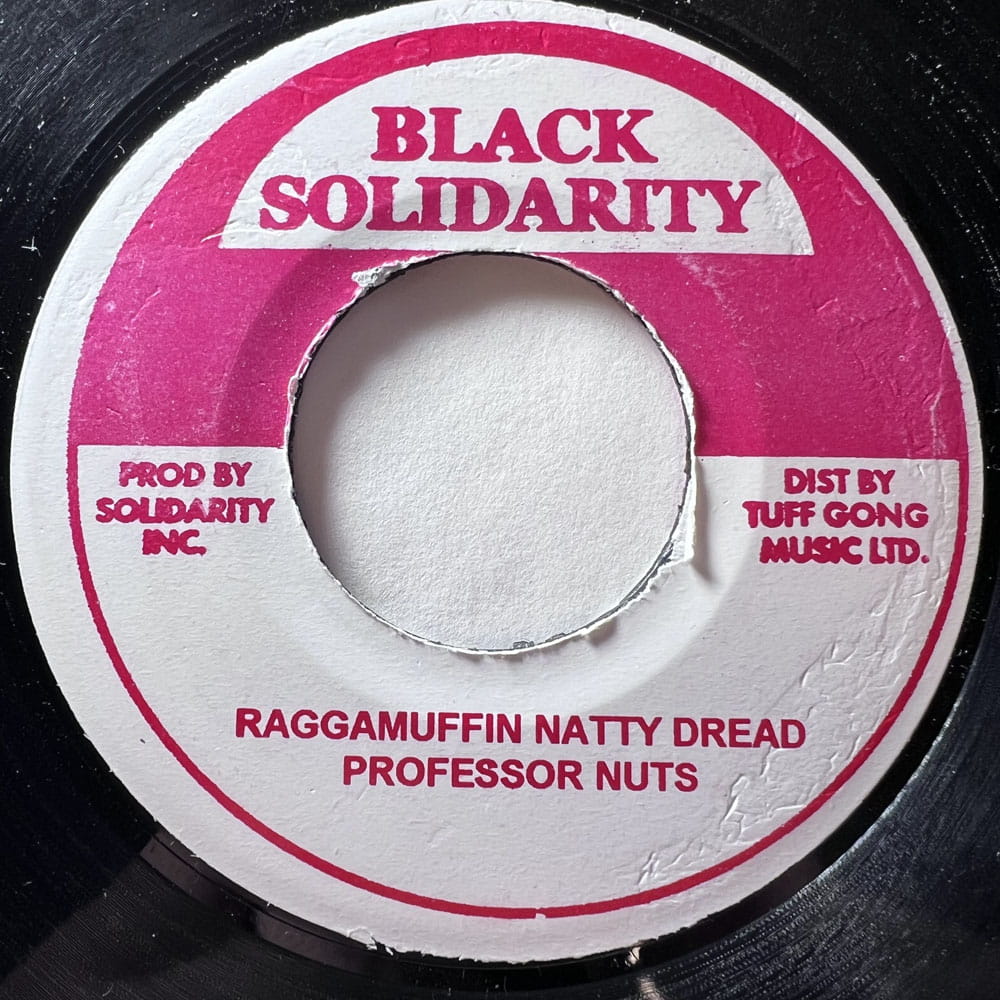 BLACK
SOLIDARITY
PROD BY
SOLIDARITY
INC.
DIST BY
TUFF GONG
MUSIC LTD.
RAGGAMUFFIN NATTY DREAD
PROFESSOR NUTS